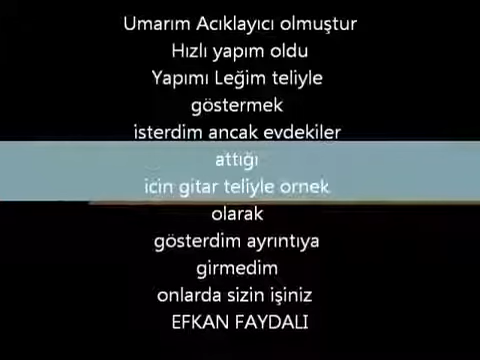 Umarım Acıklayıcı olmuştur
Hızlı yapım oldu
Yapımı Leğim teliyle
göstermek
isterdim ancak evdekiler
attığı
icin gitar teliyle ornek
olarak
gösterdim ayrıntıya
girmedim
onlarda sizin işiniz
EFKAN FAYDALI